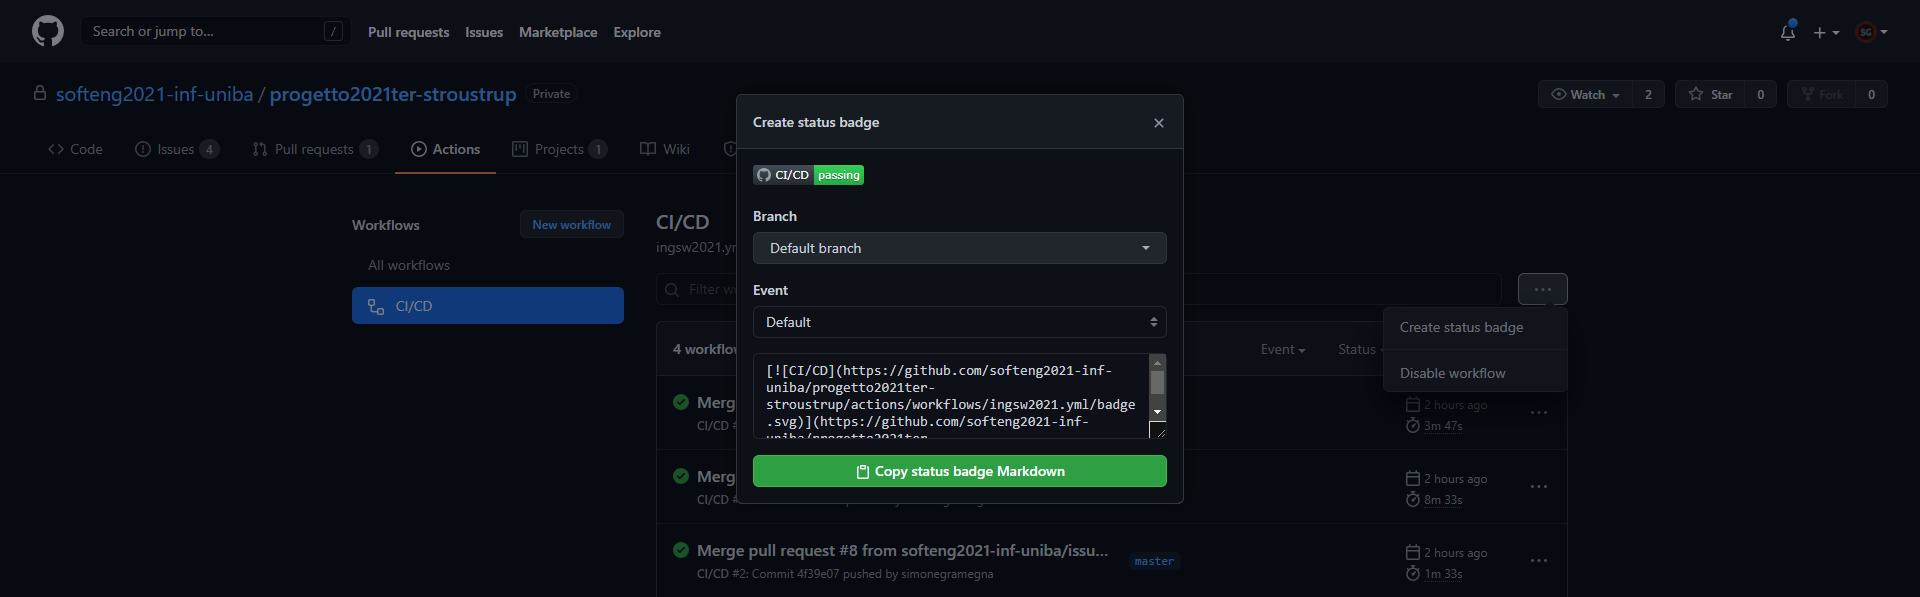 Search or jump to...
/
Pull requests
Issues
Marketplace
Explore
SG
softeng2021-inf-uniba / progetto2021ter-stroustrup
Private
Watch
2
Star
0
Fork
0
Code
Issues 4
Pull requests 1
Actions
Projects 1
Wiki
Workflows
New workflow
All workflows
CI/CD
CI/CD
ingsw2021.y
Filter w
4 workflow
Event
Status
Create status badge
Disable workflow
Merg
CI/CD #
2 hours ago
3m 47s
Merg
CI/CD #
2 hours ago
8m 33s
Merge pull request #8 from softeng2021-inf-uniba/issu...
master
CI/CD #2: Commit 4f39e07 pushed by simonegramegna
2 hours ago
1m 33s
Create status badge
CI/CD passing
Branch
Default branch
Event
Default
[![CI/CD](https://github.com/softeng2021-inf-
uniba/progetto2021ter-
stroustrup/actions/workflows/ingsw2021.yml/badge
.svg)](https://github.com/softeng2021-inf-
uniba/progetto2021ter-
Copy status badge Markdown